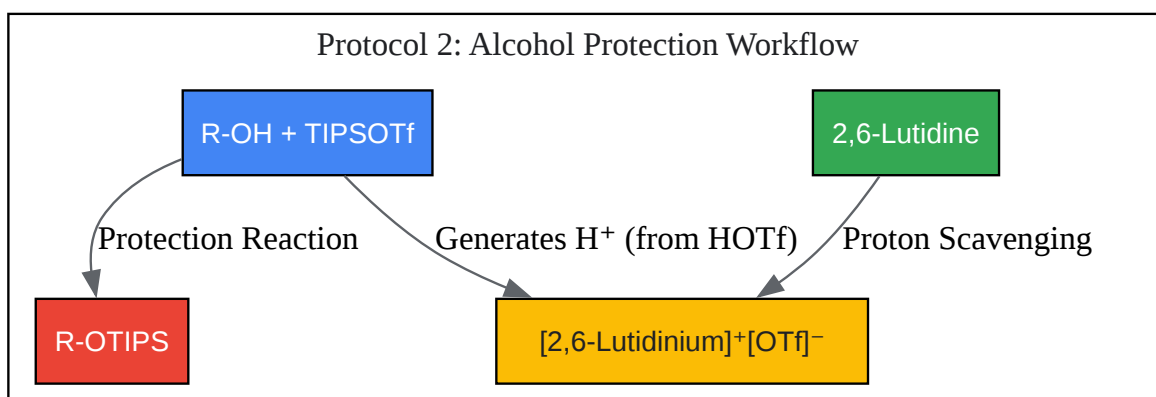 Protocol 2: Alcohol Protection Workflow
R-OH + TIPSOTf
2,6-Lutidine
Protection Reaction
Generates H⁺ (from HOTf)
Proton Scavenging
R-OTIPS
[2,6-Lutidinium]⁺[OTf]⁻